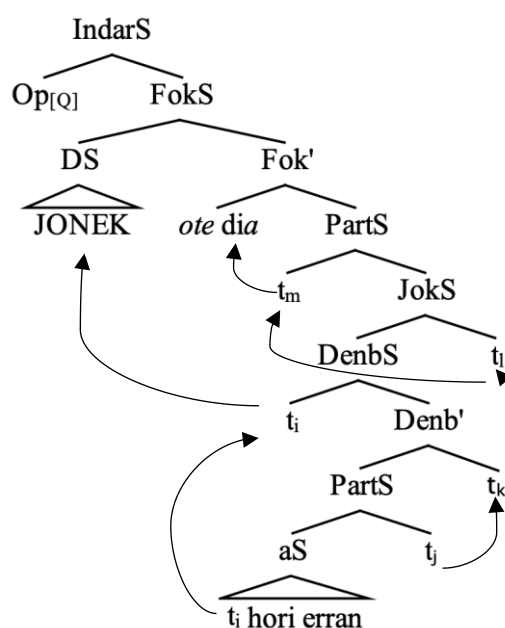 IndarS
Op[Q] FokS
DS Fok'
JONEK ote dia PartS
tm JokS
DenbS tl
ti Denb'
PartS tk
aS tj
ti hori erran